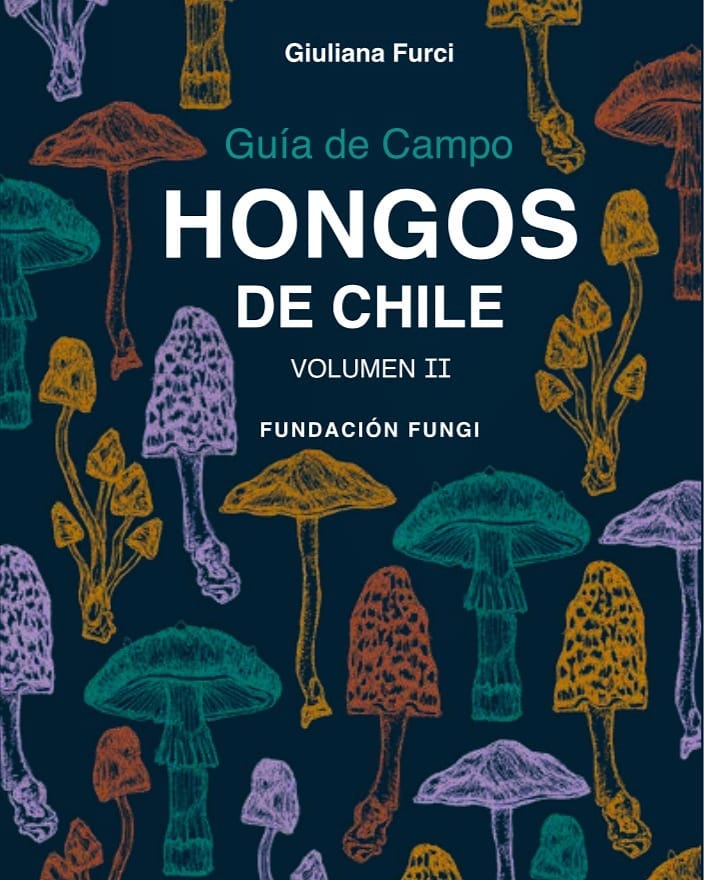 Giuliana Furci
Guía de Campo
HONGOS
DE CHILE
VOLUMEN II
FUNDACIÓN FUNGI